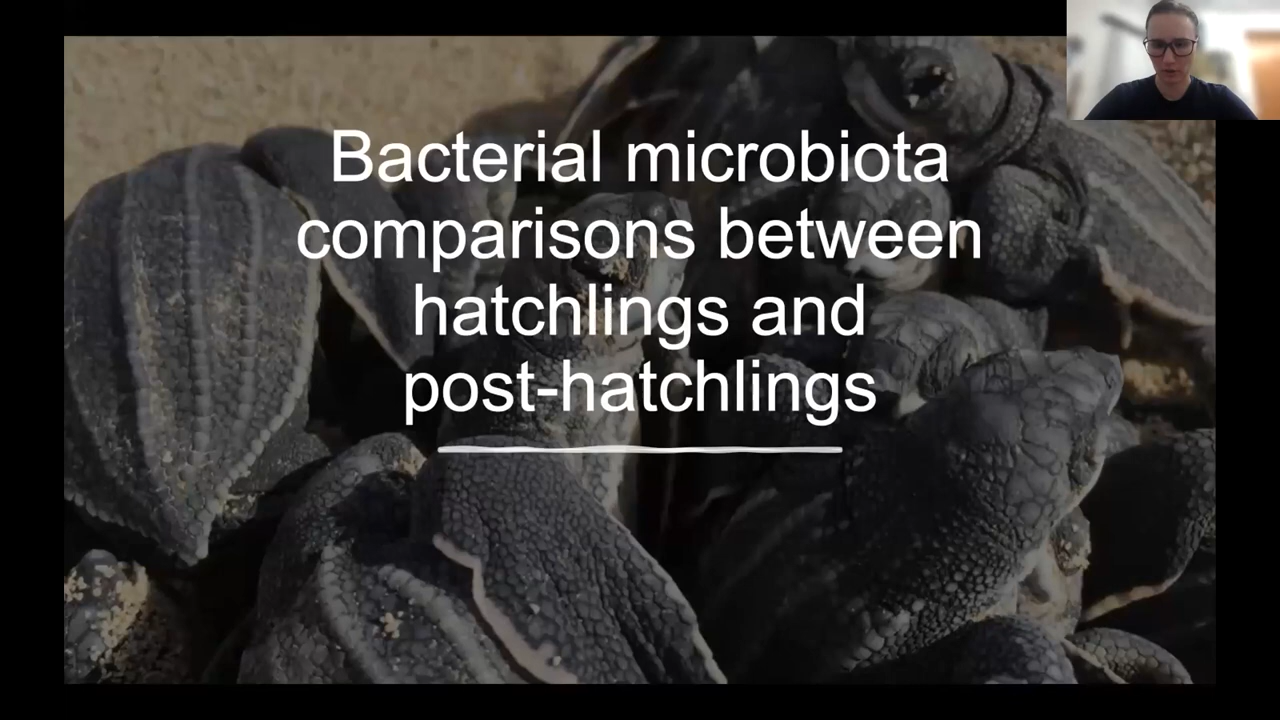 Bacterial microbiota
comparisons between
hatchlings and
post-hatchlings